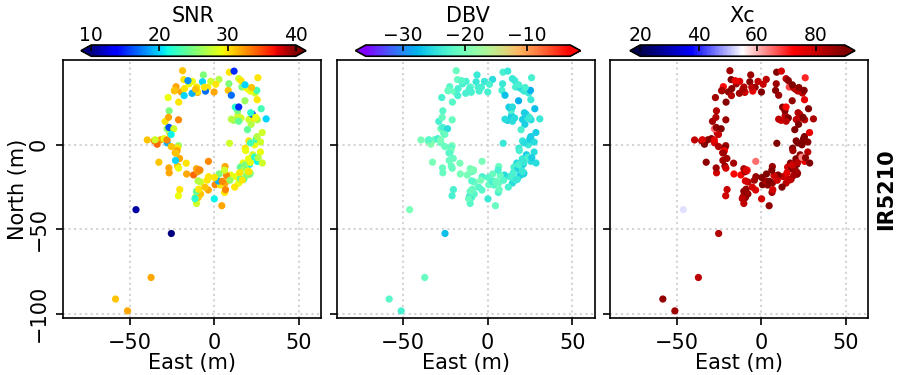 SNR DBV Xc
10 20 30 40 −30 −20 −10 20 40 60 80
North (m)
0
−50
−100
IR5210
−50 0 50 −50 0 50 −50 0 50
East (m) East (m) East (m)